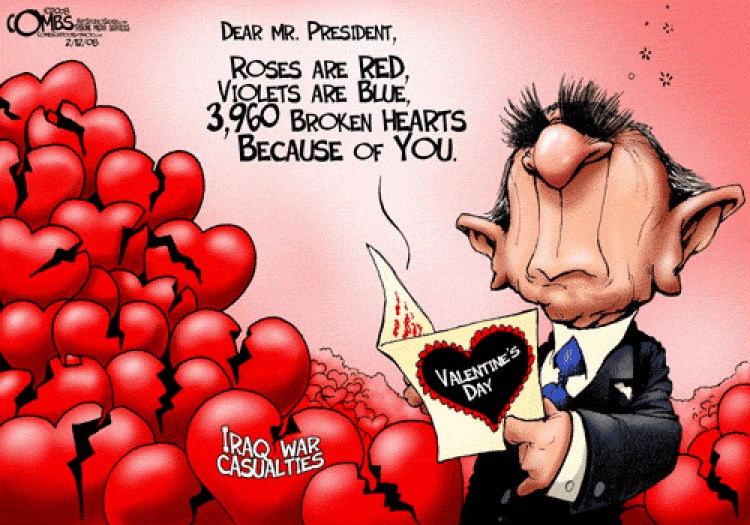 ©2008
COMBS
2/12/08
DEAR MR. PRESIDENT,
ROSES ARE RED,
VIOLETS ARE BLUE,
3,960 BROKEN HEARTS
BECAUSE OF YOU.
VALENTINE'S
DAY
IRAQ WAR
CASUALTIES